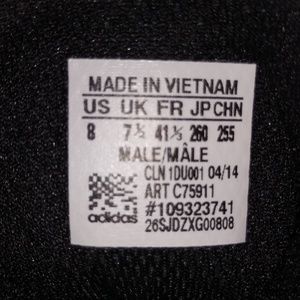 MADE IN VIETNAM
US UK FR JP CHN
8 7½ 41⅓ 260 255
MALE/MÂLE
CLN 1DU001 04/14
ART C75911
#109323741
adidas 26SJDZXG00808